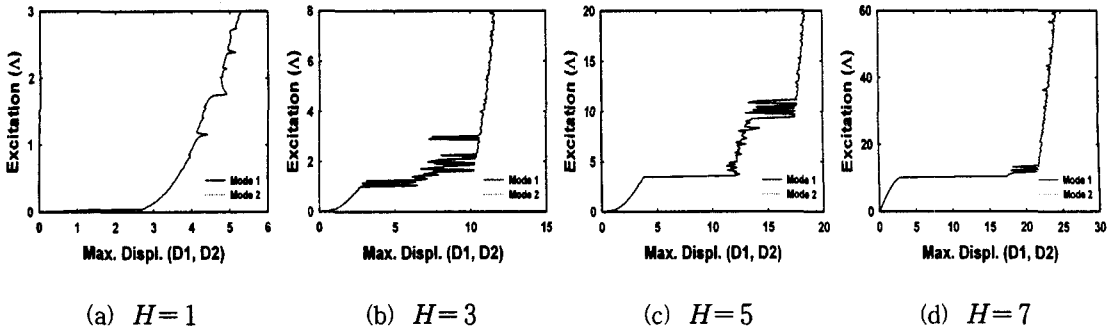 3
2
1
0
Excitation (Λ)
Mode 1
Mode 2
0 1 2 3 4 5 6
Max. Displ. (D1, D2)
(a) H=1
8
6
4
2
0
Excitation (Λ)
Mode 1
Mode 2
0 5 10 15
Max. Displ. (D1, D2)
(b) H=3
20
15
10
5
0
Excitation (Λ)
Mode 1
Mode 2
0 5 10 15 20
Max. Displ. (D1, D2)
(c) H=5
60
40
20
0
Excitation (Λ)
Mode 1
Mode 2
0 5 10 15 20 25 30
Max. Displ. (D1, D2)
(d) H=7